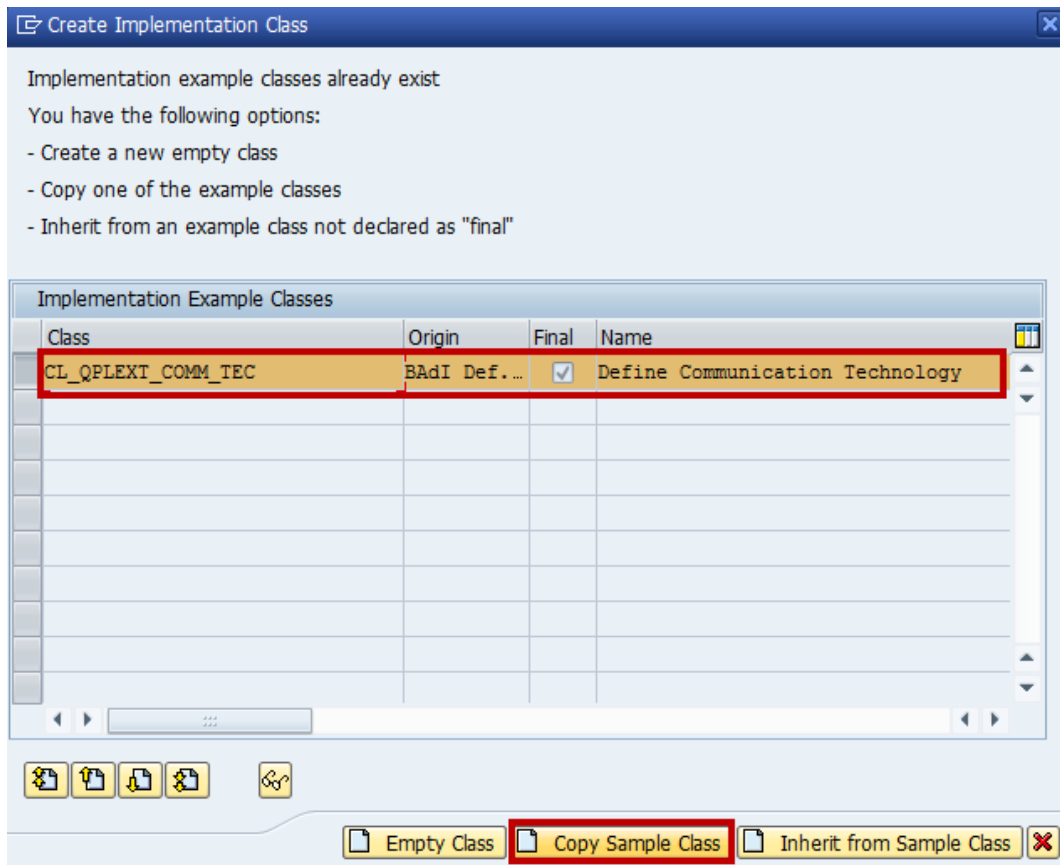 Create Implementation Class
Implementation example classes already exist
You have the following options:
- Create a new empty class
- Copy one of the example classes
- Inherit from an example class not declared as "final"
Implementation Example Classes
Class Origin Final Name
CL_QPLEXT_COMM_TEC BAdI Def.… Define Communication Technology
Empty Class Copy Sample Class Inherit from Sample Class